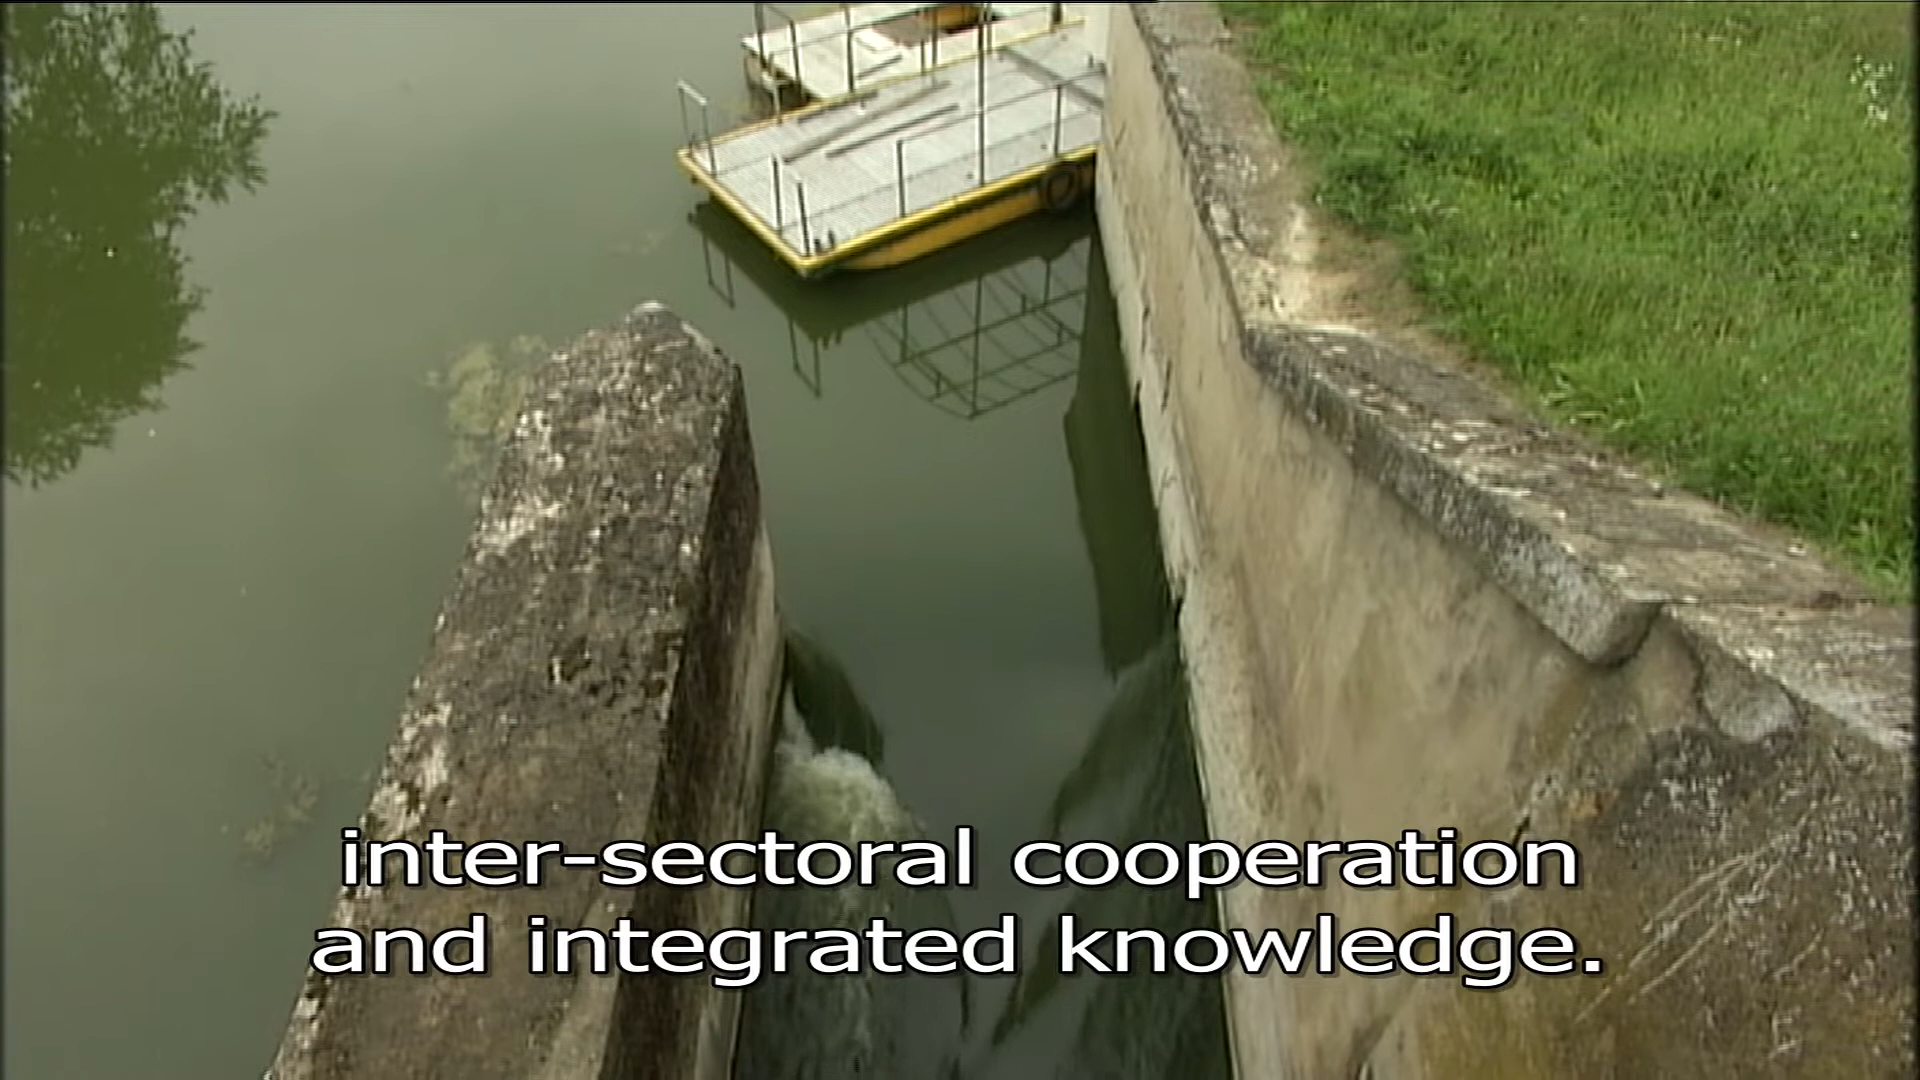 inter-sectoral cooperation
and integrated knowledge.